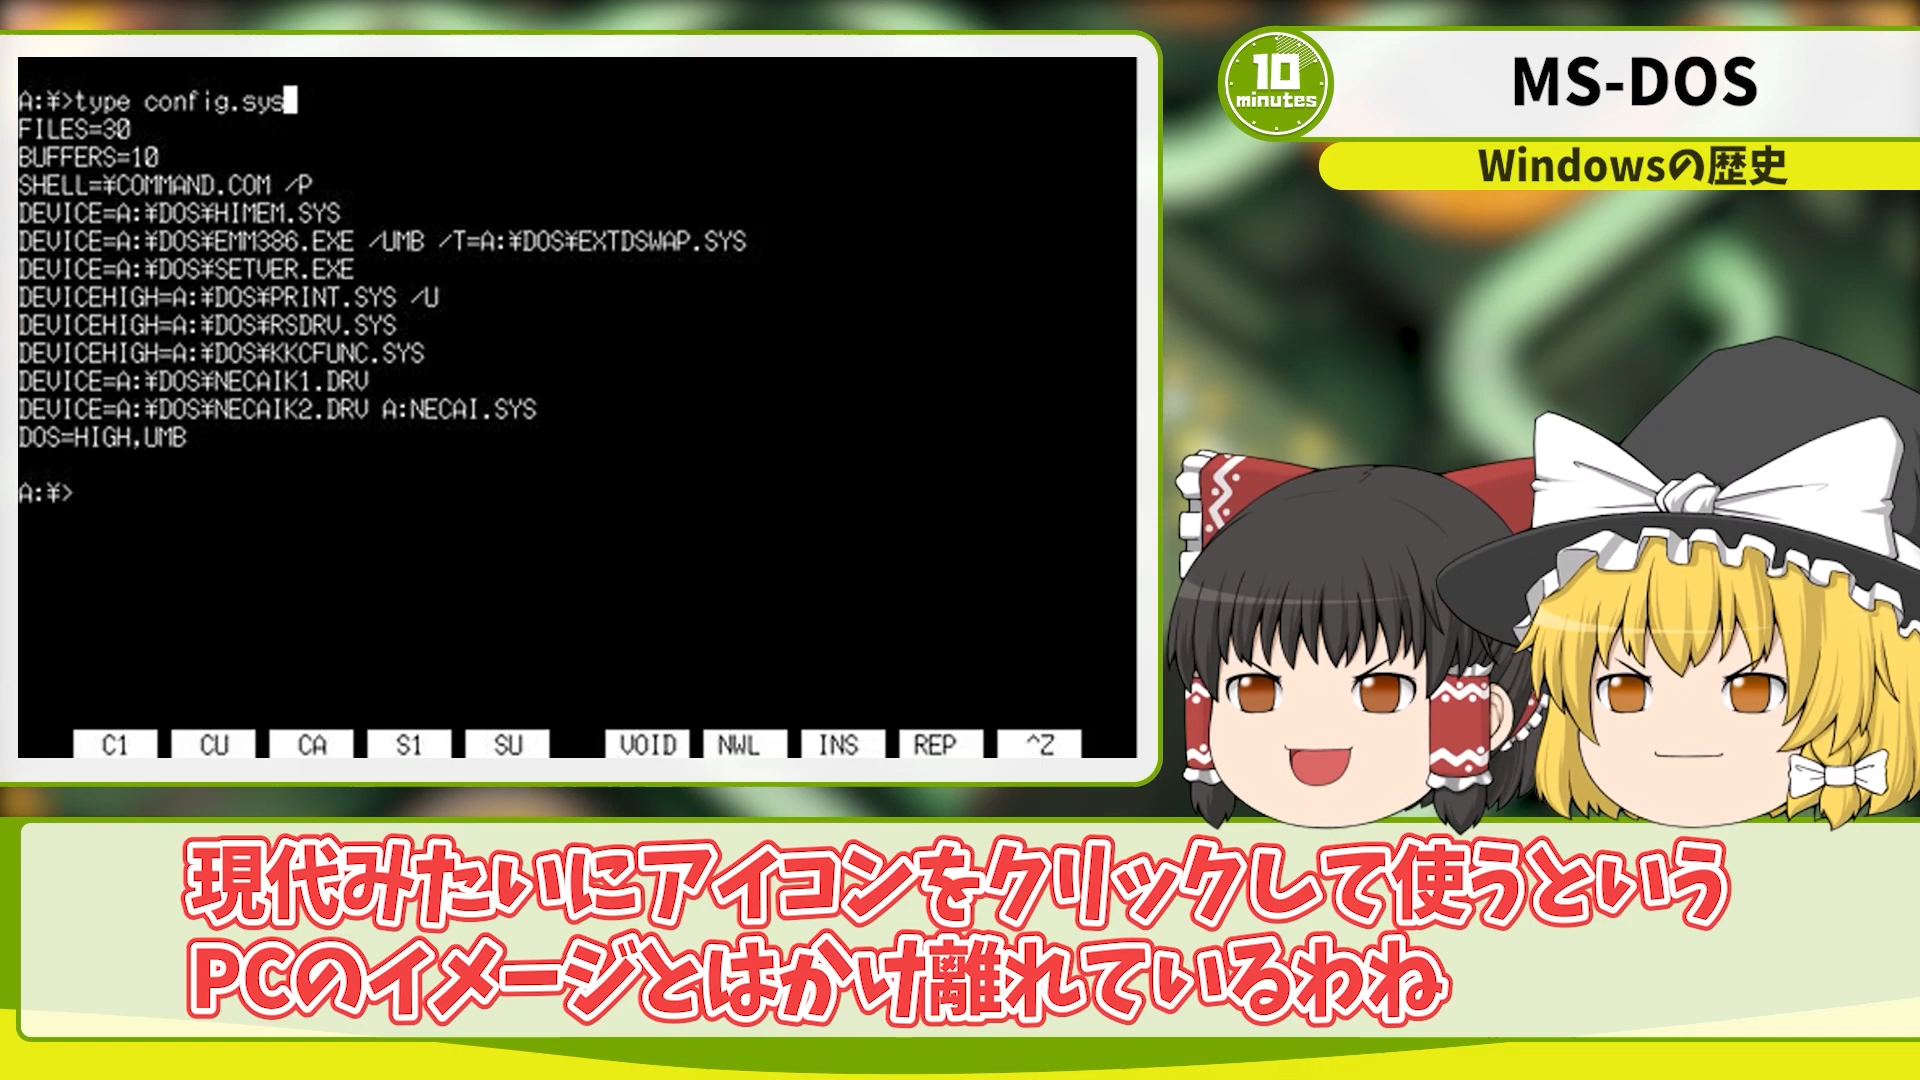 A:¥>type config.sys
FILES=30
BUFFERS=10
SHELL=¥COMMAND.COM /P
DEVICE=A:¥DOS¥HIMEM.SYS
DEVICE=A:¥DOS¥EMM386.EXE /UMB /T=A:¥DOS¥EXTDSWAP.SYS
DEVICE=A:¥DOS¥SETVER.EXE
DEVICEHIGH=A:¥DOS¥PRINT.SYS /U
DEVICEHIGH=A:¥DOS¥RSDRV.SYS
DEVICEHIGH=A:¥DOS¥KKCFUNC.SYS
DEVICE=A:¥DOS¥NECAIK1.DRV
DEVICE=A:¥DOS¥NECAIK2.DRV A:NECAI.SYS
DOS=HIGH,UMB
A:¥>
C1 CU CA S1 SU VOID NWL INS REP ^Z
10
minutes
MS-DOS
Windowsの歴史
現代みたいにアイコンをクリックして使うという
PCのイメージとはかけ離れているわね